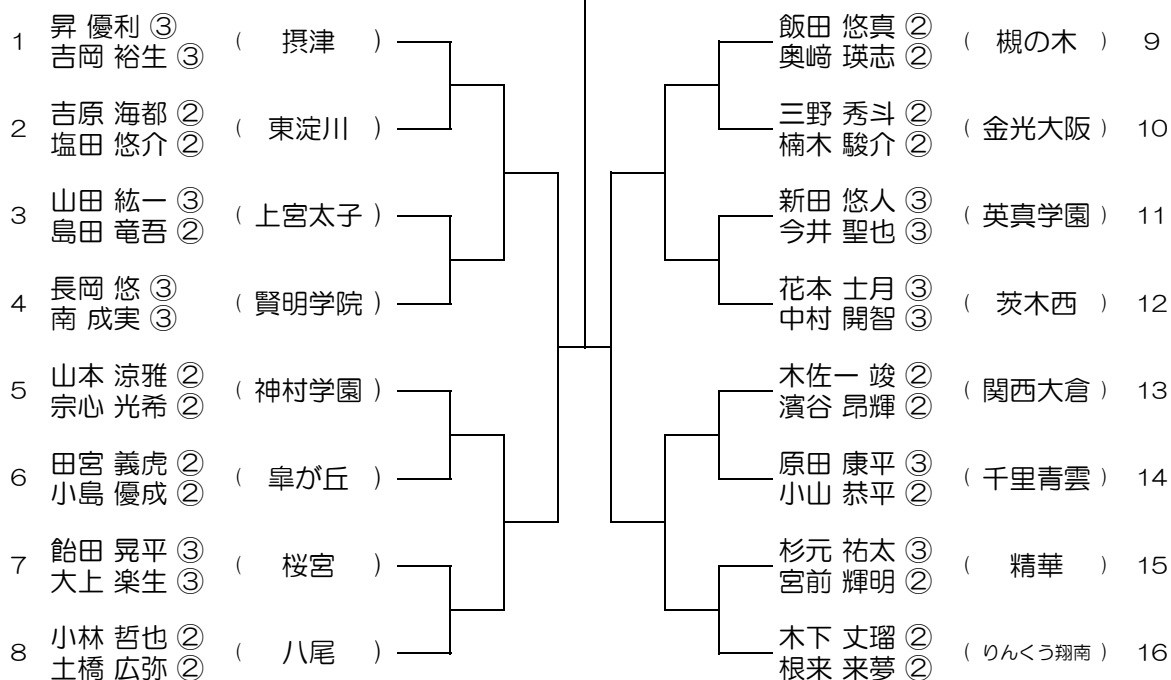 1 昇 優利 ③ ( 摂津 )
吉岡 裕生 ③
2 吉原 海都 ② ( 東淀川 )
塩田 悠介 ②
3 山田 紘一 ③ ( 上宮太子 )
島田 竜吾 ②
4 長岡 悠 ③ ( 賢明学院 )
南 成実 ③
5 山本 涼雅 ② ( 神村学園 )
宗心 光希 ②
6 田宮 義虎 ② ( 皐が丘 )
小島 優成 ②
7 飴田 晃平 ③ ( 桜宮 )
大上 楽生 ③
8 小林 哲也 ② ( 八尾 )
土橋 広弥 ②
飯田 悠真 ② ( 槻の木 ) 9
奥﨑 瑛志 ②
三野 秀斗 ② ( 金光大阪 ) 10
楠木 駿介 ②
新田 悠人 ③ ( 英真学園 ) 11
今井 聖也 ③
花本 士月 ③ ( 茨木西 ) 12
中村 開智 ③
木佐一 竣 ② ( 関西大倉 ) 13
濱谷 昂輝 ②
原田 康平 ③ ( 千里青雲 ) 14
小山 恭平 ②
杉元 祐太 ③ ( 精華 ) 15
宮前 輝明 ②
木下 丈瑠 ② ( りんくう翔南 ) 16
根来 来夢 ②